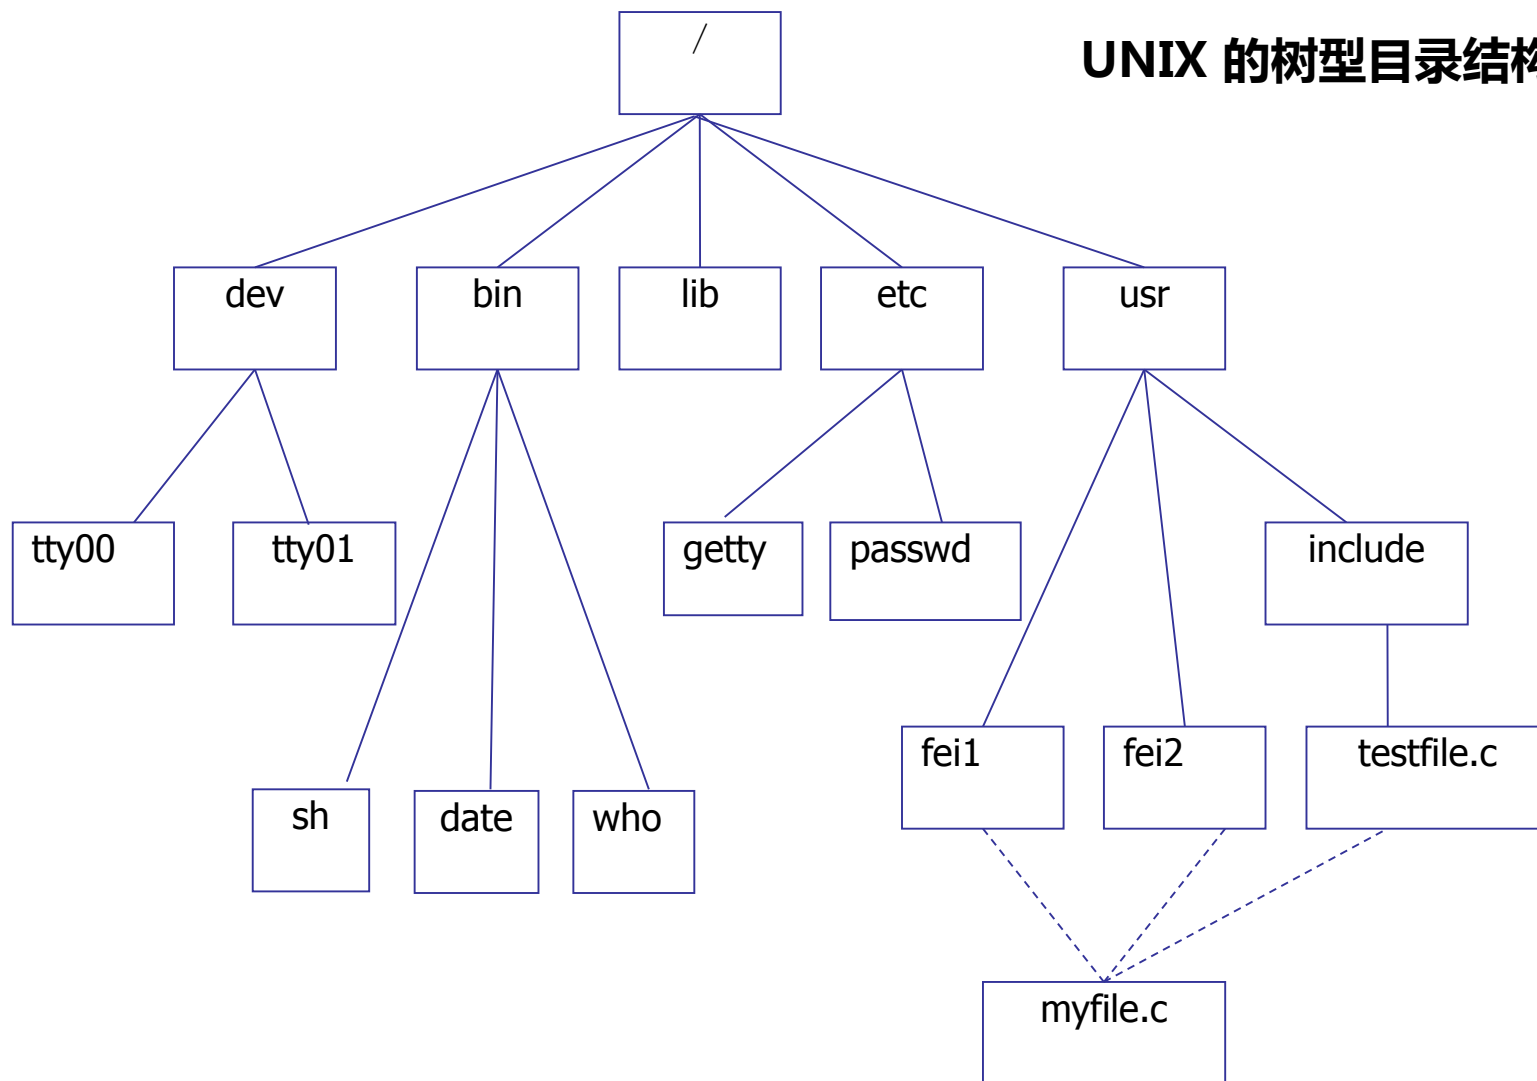 /
UNIX 的树型目录结构
dev
bin
lib
etc
usr
tty00
tty01
getty
passwd
include
fei1
fei2
testfile.c
sh
date
who
myfile.c